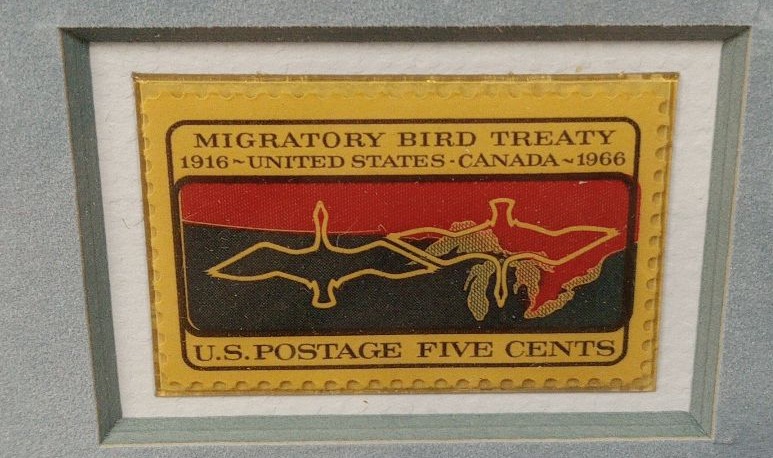 MIGRATORY BIRD TREATY
1916~UNITED STATES·CANADA~1966
U.S. POSTAGE FIVE CENTS